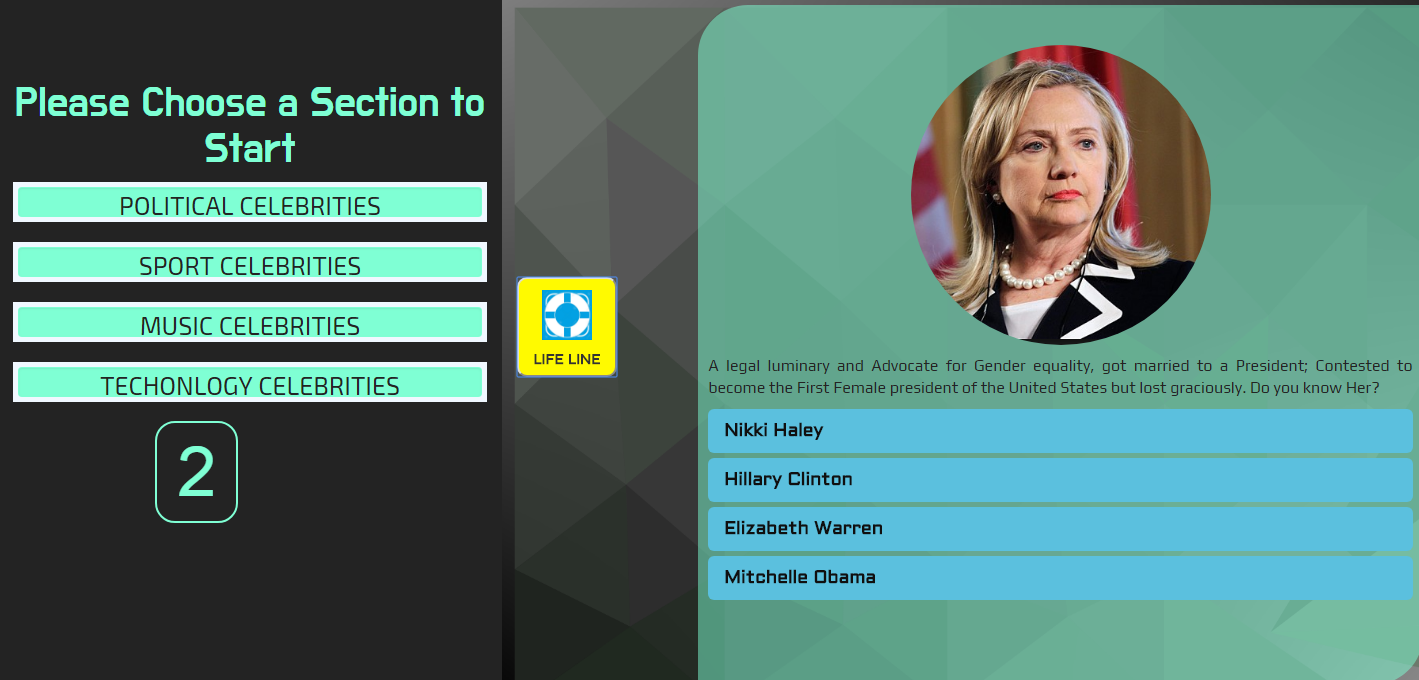 Please Choose a Section to
Start
POLITICAL CELEBRITIES
SPORT CELEBRITIES
MUSIC CELEBRITIES
TECHONLOGY CELEBRITIES
2
LIFE LINE
A legal luminary and Advocate for Gender equality, got married to a President; Contested to
become the First Female president of the United States but lost graciously. Do you know Her?
Nikki Haley
Hillary Clinton
Elizabeth Warren
Mitchelle Obama